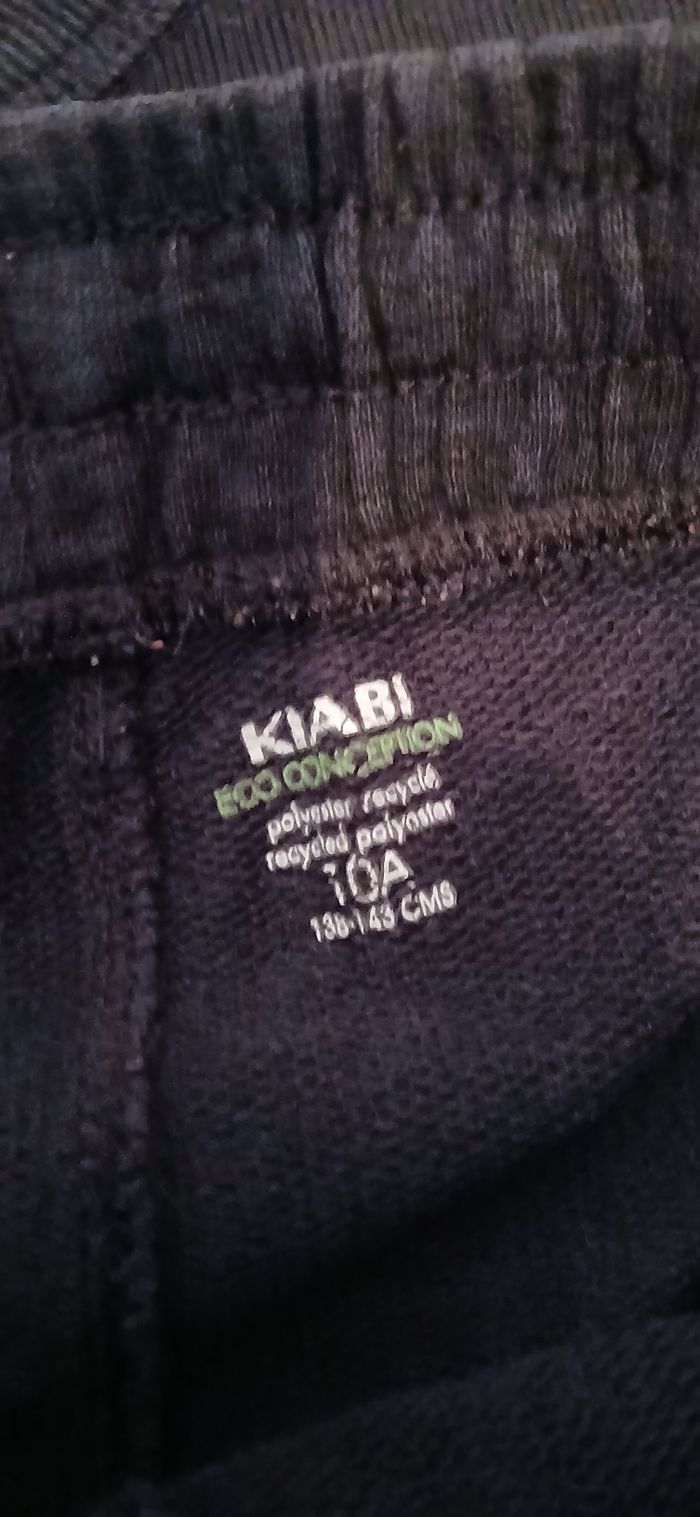 KIABI
ECO CONCEPTION
polyester recyclé
recycled polyester
10A
138-143 CMS